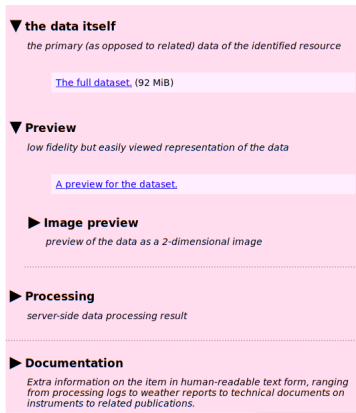 the data itself
the primary (as opposed to related) data of the identified resource
The full dataset. (92 MiB)
Preview
low fidelity but easily viewed representation of the data
A preview for the dataset.
Image preview
preview of the data as a 2-dimensional image
Processing
server-side data processing result
Documentation
Extra information on the item in human-readable text form, ranging
from processing logs to weather reports to technical documents on
instruments to related publications.